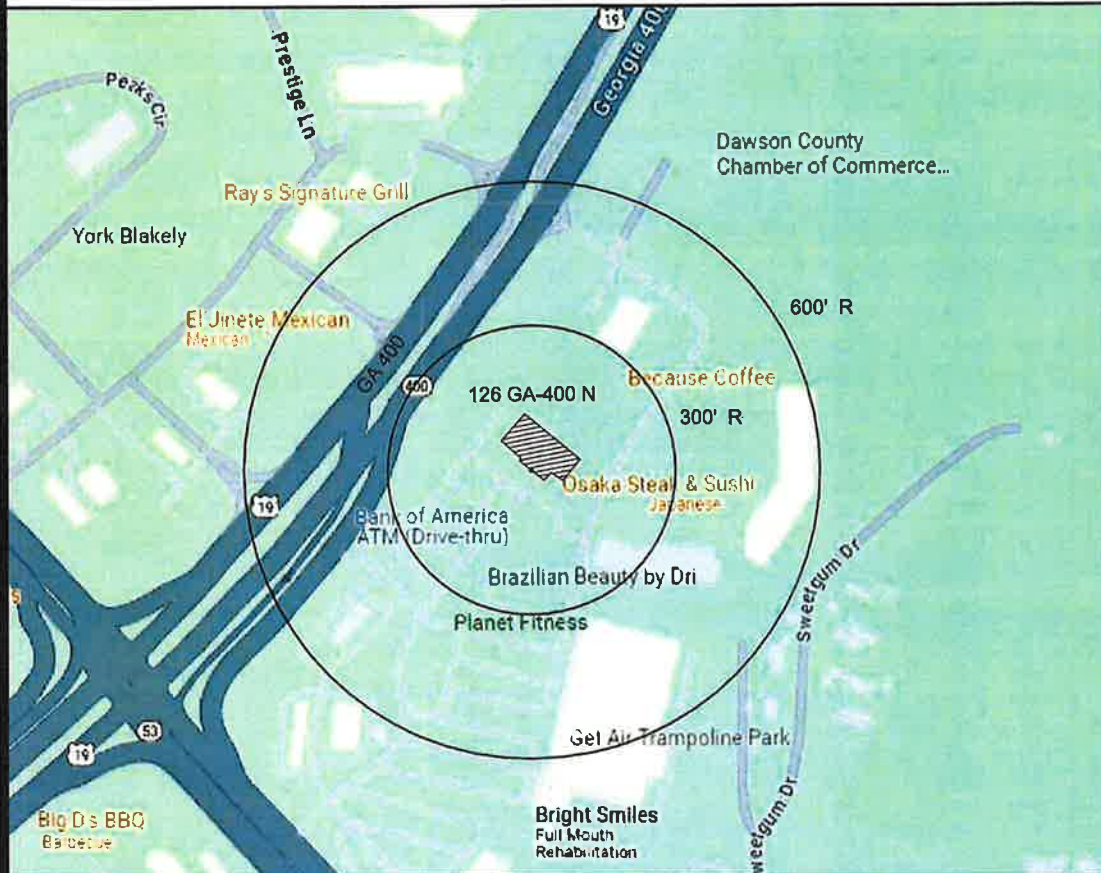 19
Georgia 400
Peaks Cir
Prestige Ln
Dawson County
Chamber of Commerce...
Ray's Signature Grill
York Blakely
600' R
El Jinete Mexican
Mexican
GA 400
400
126 GA-400 N
Because Coffee
300' R
Osaka Steak & Sushi
Japanese
19
Bank of America
ATM (Drive-thru)
Brazilian Beauty by Dri
Sweetgum Dr
Planet Fitness
53
19
Get Air Trampoline Park
Big D's BBQ
Barbecue
Bright Smiles
Full Mouth
Rehabilitation
weetgum Dr